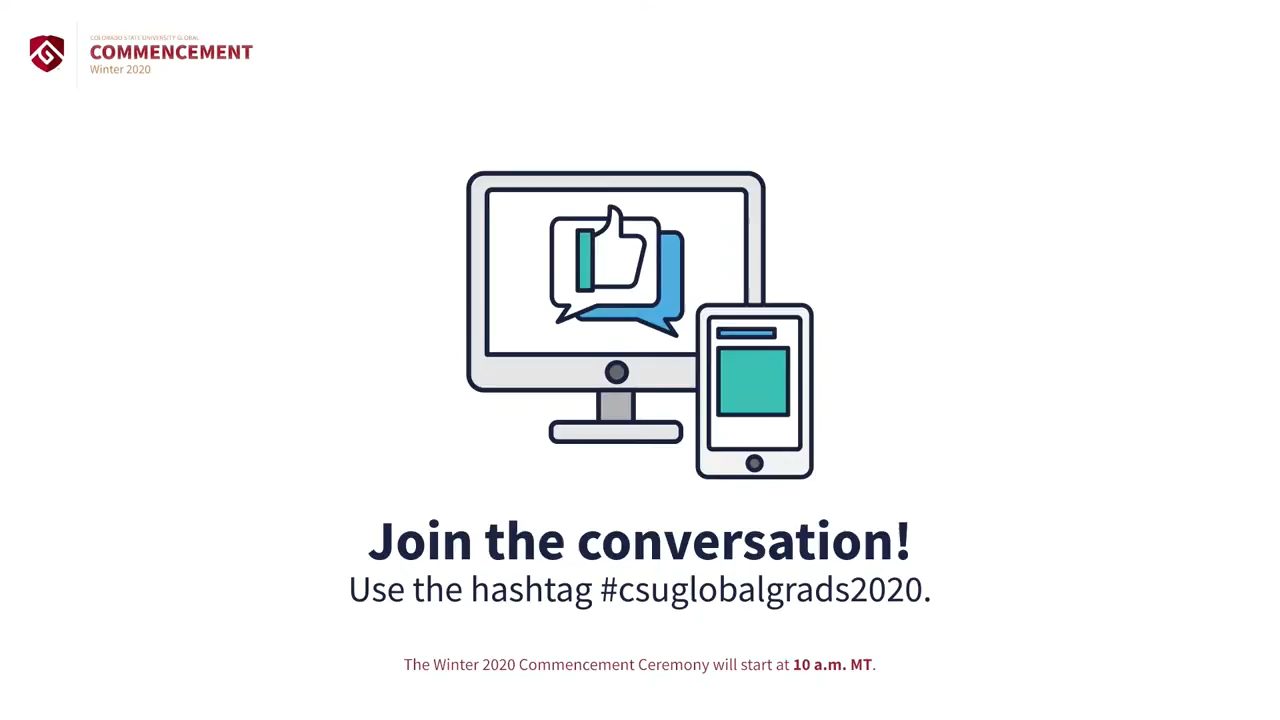 COLORADO STATE UNIVERSITY GLOBAL
COMMENCEMENT
Winter 2020
Join the conversation!
Use the hashtag #csuglobalgrads2020.
The Winter 2020 Commencement Ceremony will start at 10 a.m. MT.